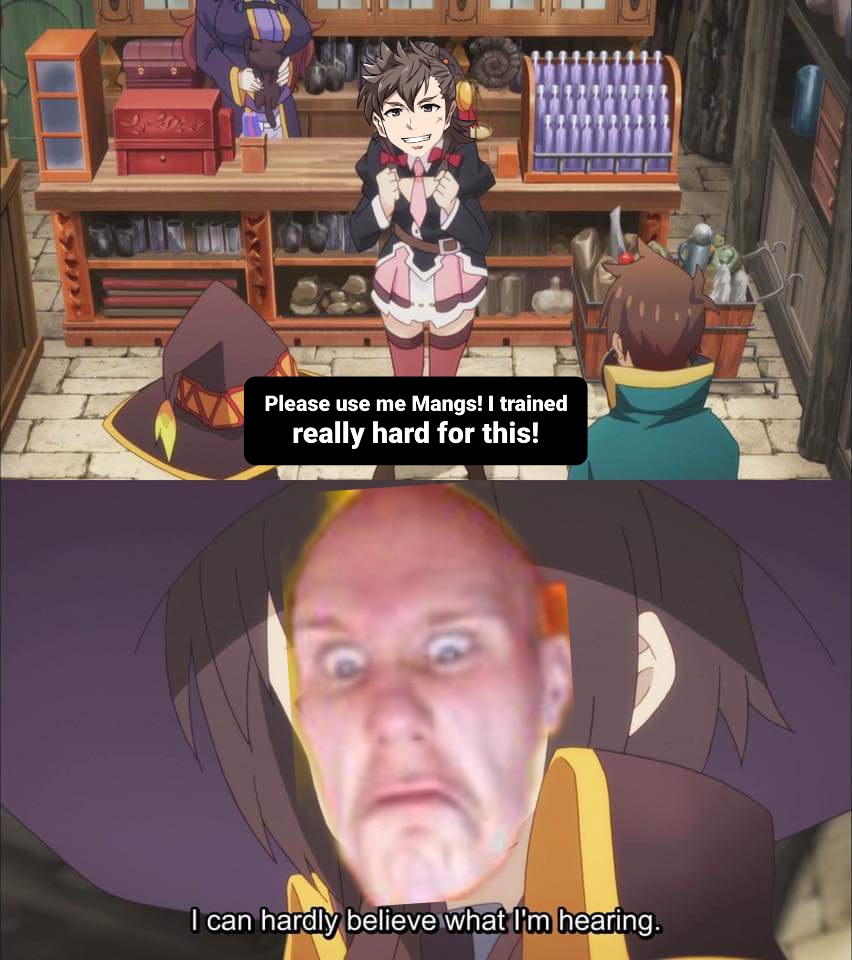 Please use me Mangs! I trained
really hard for this!
I can hardly believe what I'm hearing.